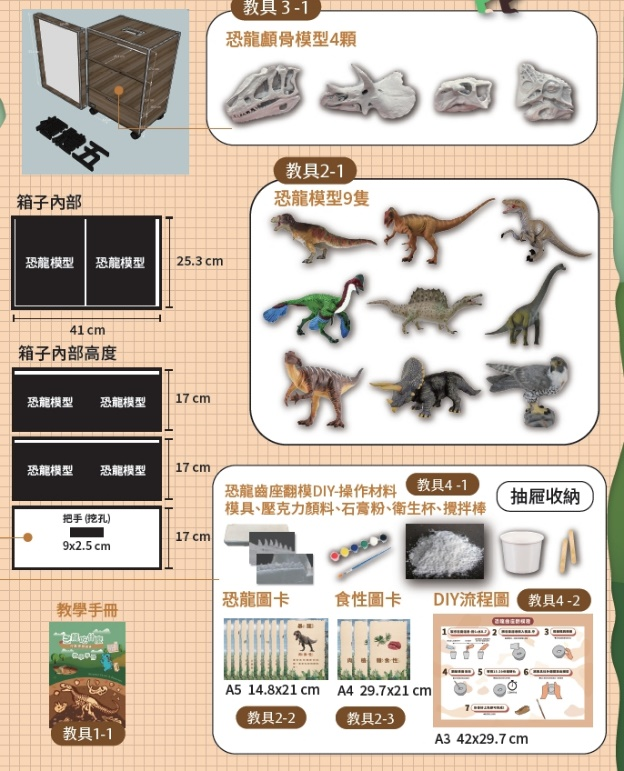 教具3-1
恐龍顱骨模型4顆
教具2-1
恐龍模型9隻
箱子內部
恐龍模型 恐龍模型
25.3 cm
41 cm
箱子內部高度
恐龍模型 恐龍模型
17 cm
恐龍模型 恐龍模型
17 cm
把手(挖孔)
9x2.5 cm
17 cm
恐龍齒座翻模DIY-操作材料
教具4-1
模具、壓克力顏料、石膏粉、衛生杯、攪拌棒
抽屜收納
教學手冊
教具1-1
恐龍圖卡
A5 14.8x21 cm
教具2-2
食性圖卡
A4 29.7x21 cm
教具2-3
DIY流程圖
教具4-2
1
2
3
4
5
6
7
A3 42x29.7 cm